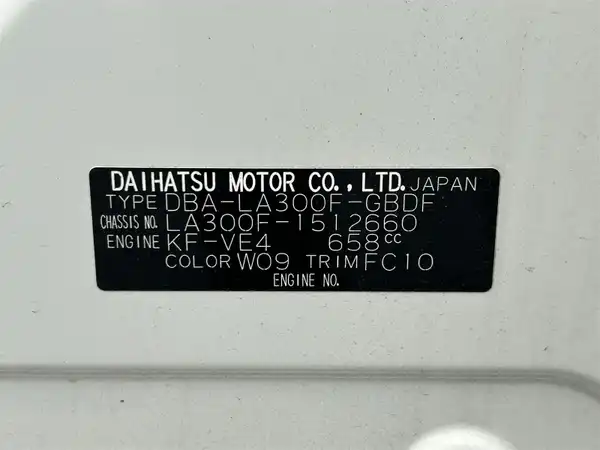 DAIHATSU MOTOR CO., LTD. JAPAN
TYPE DBA-LA300F-GBDF
CHASSIS NO. LA300F-1512660
ENGINE KF-VE4 658cc
COLOR W09 TRIM FC10
ENGINE NO.